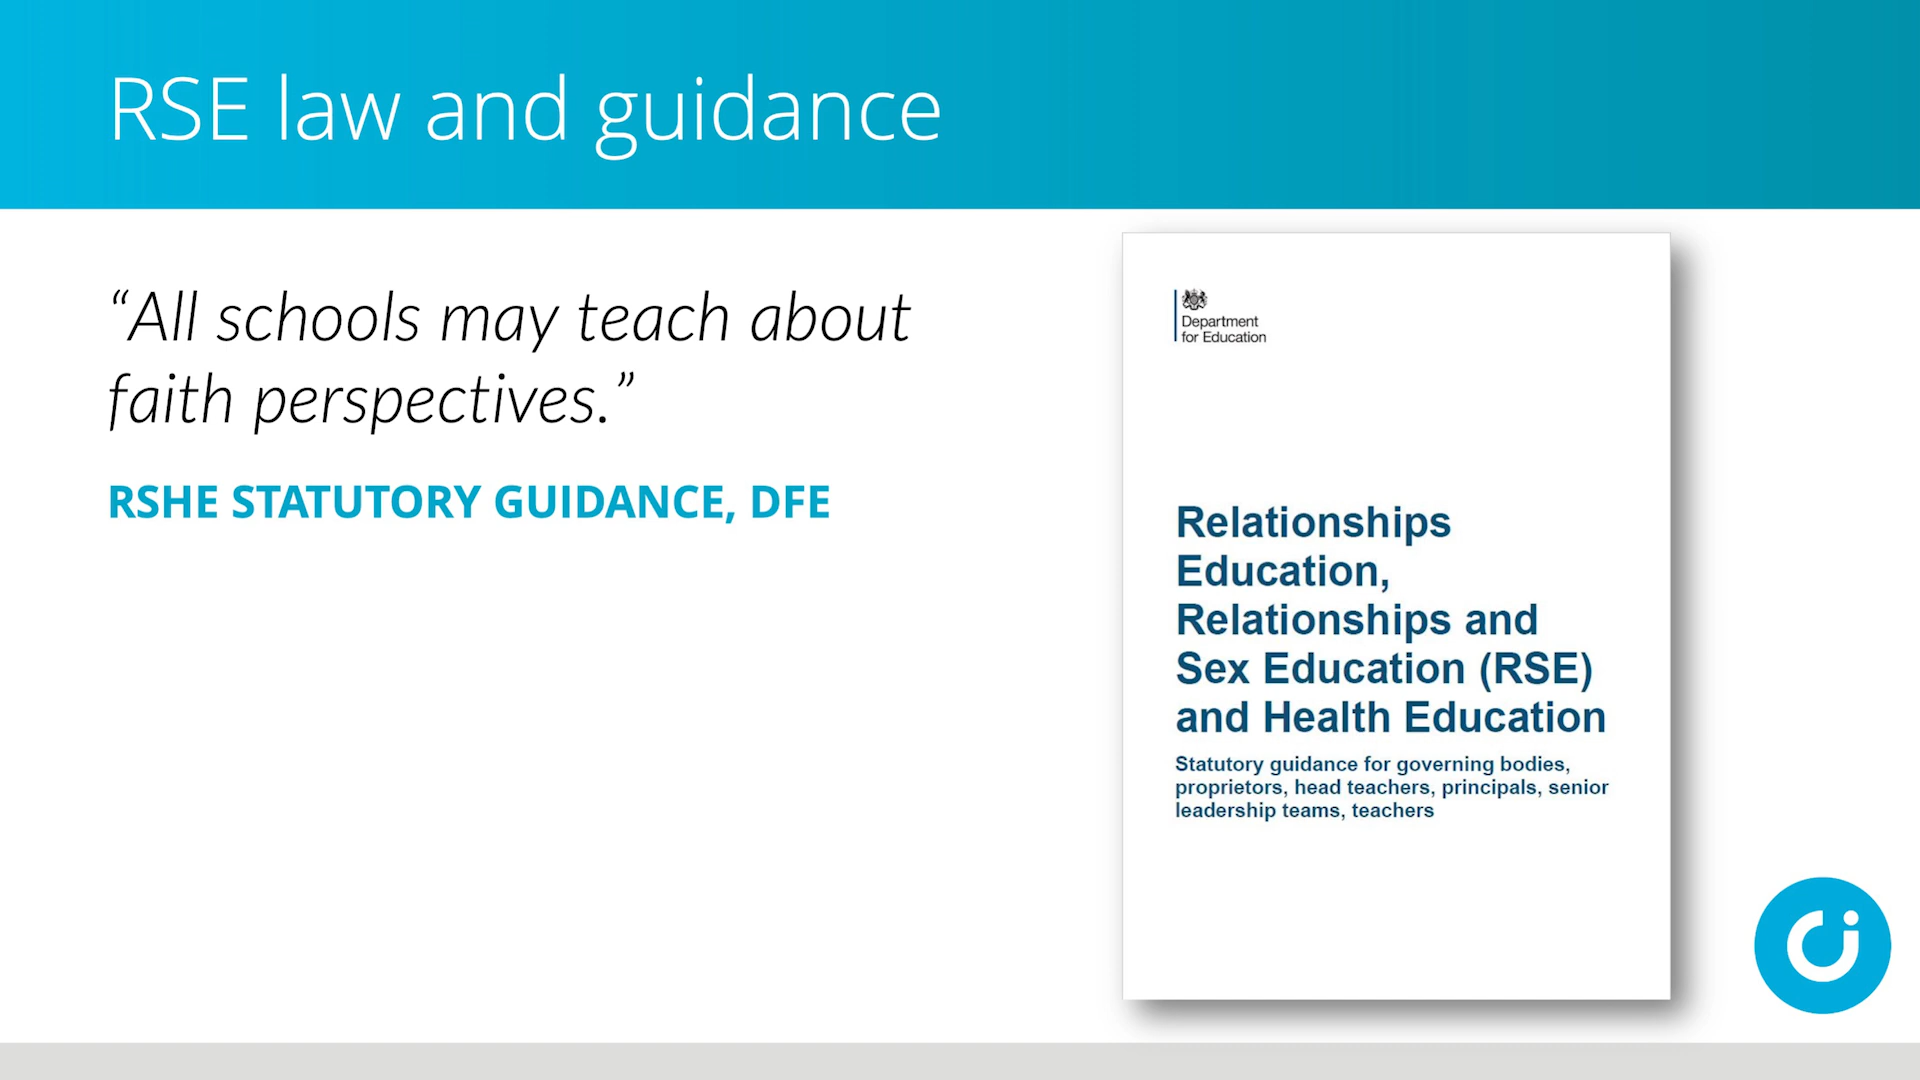 RSE law and guidance
“All schools may teach about
faith perspectives.”
RSHE STATUTORY GUIDANCE, DFE
Department
for Education
Relationships
Education,
Relationships and
Sex Education (RSE)
and Health Education
Statutory guidance for governing bodies,
proprietors, head teachers, principals, senior
leadership teams, teachers